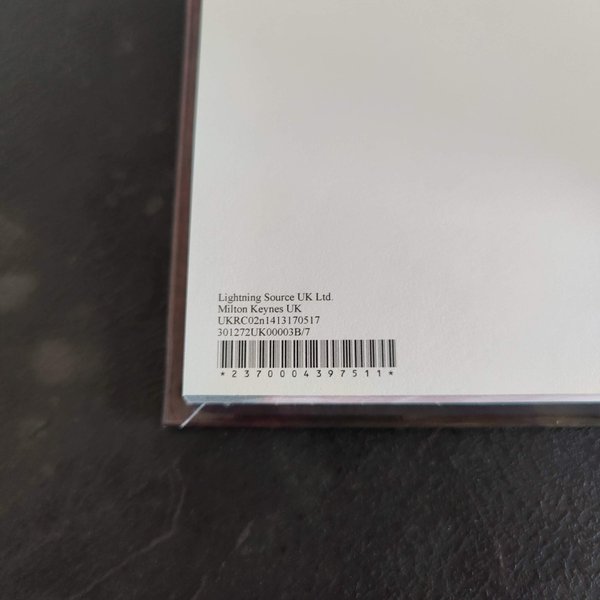 Lightning Source UK Ltd.
Milton Keynes UK
UKRC02n1413170517
301272UK00003B/7
*2370004397511*